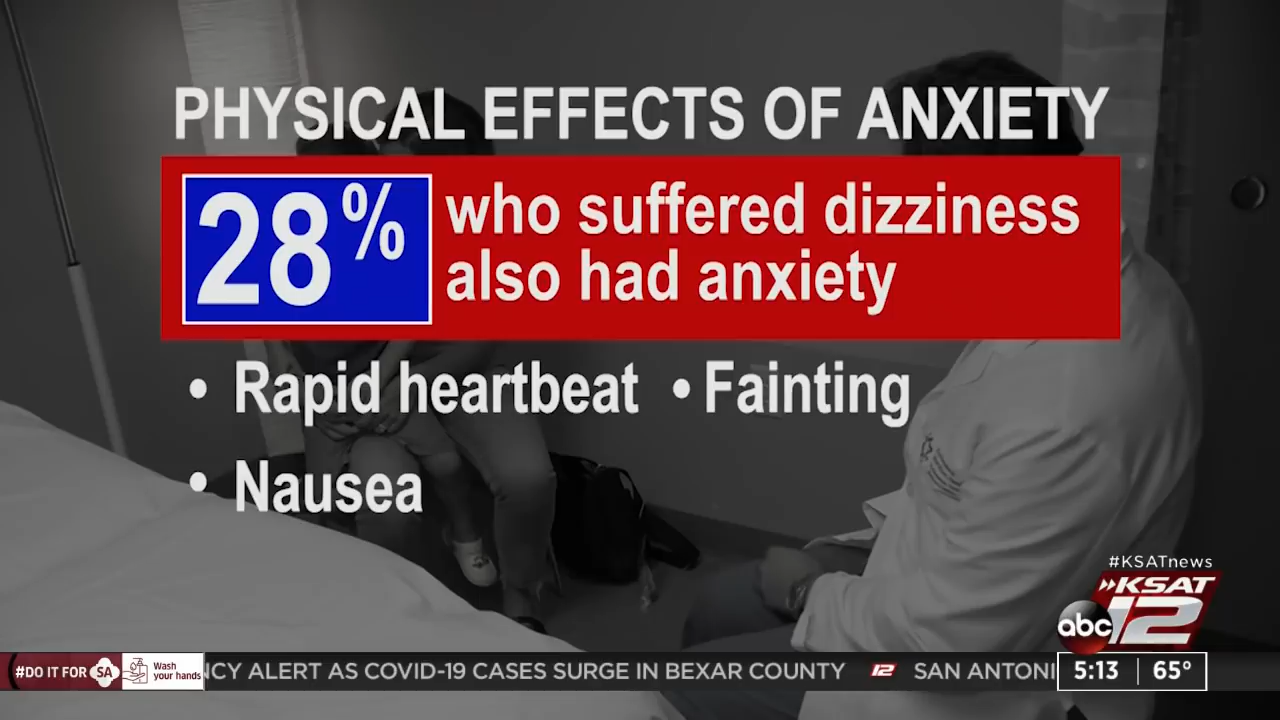 PHYSICAL EFFECTS OF ANXIETY
28%
who suffered dizziness
also had anxiety
• Rapid heartbeat • Fainting
• Nausea
#KSATnews
KSAT
abc 12
#DO IT FOR SA
Wash
your hands
NCY ALERT AS COVID-19 CASES SURGE IN BEXAR COUNTY 12 SAN ANTONI
5:13 65°